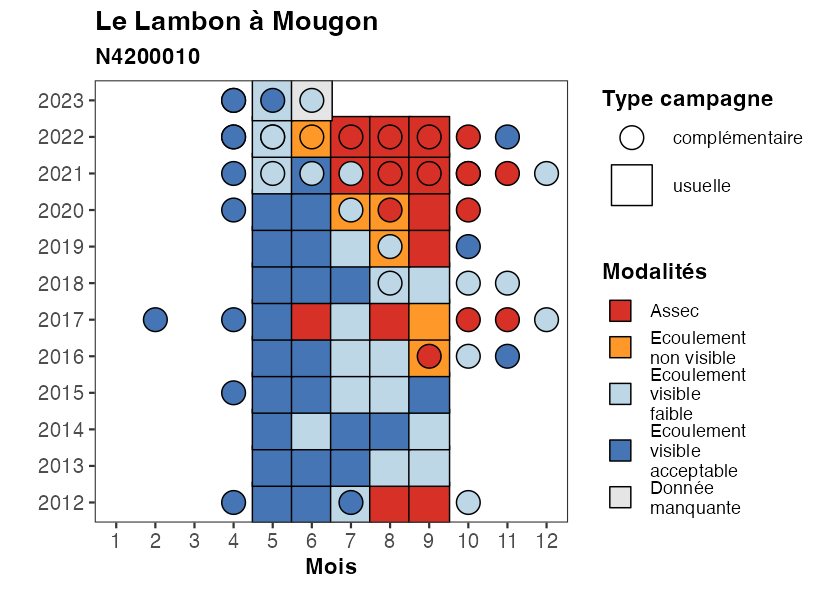 Le Lambon à Mougon
N4200010
2023
2022
2021
2020
2019
2018
2017
2016
2015
2014
2013
2012
1 2 3 4 5 6 7 8 9 10 11 12
Mois
Type campagne
complémentaire
usuelle
Modalités
Assec
Ecoulement
non visible
Ecoulement
visible
faible
Ecoulement
visible
acceptable
Donnée
manquante